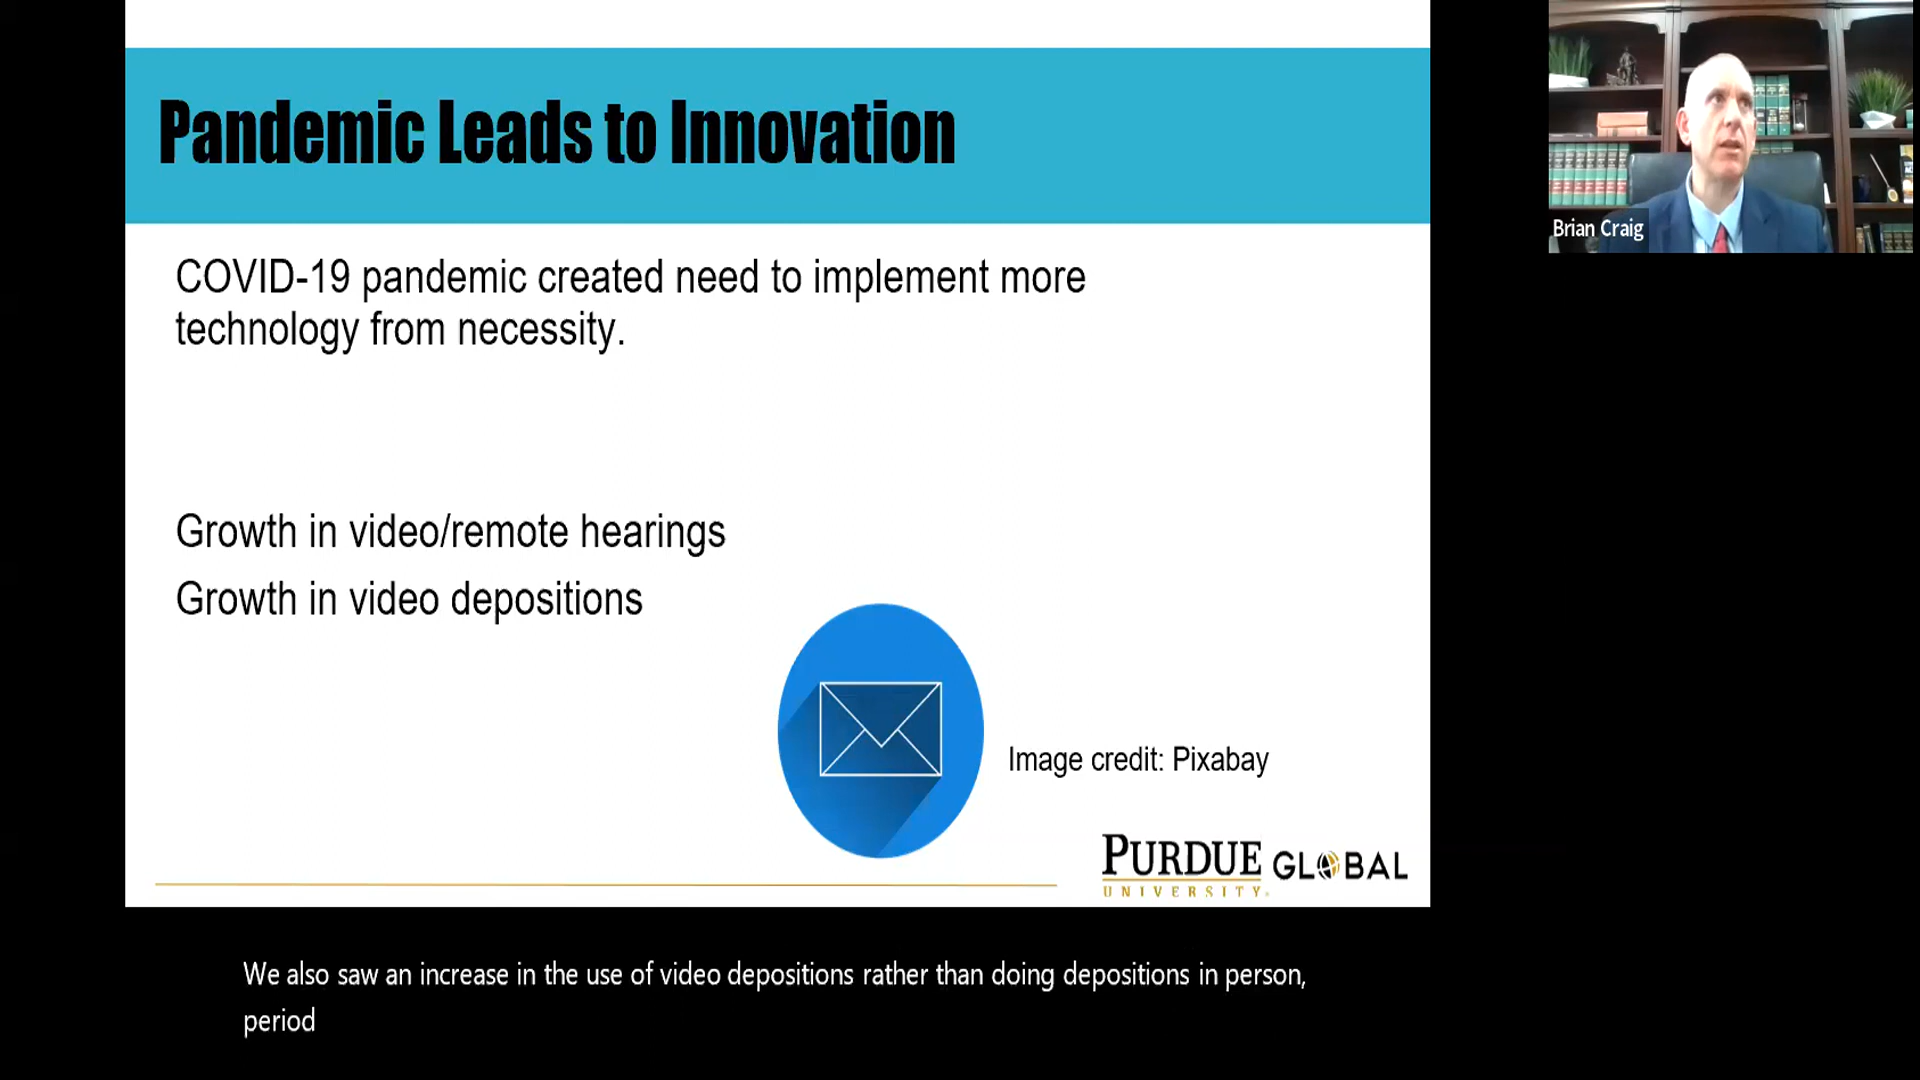 Pandemic Leads to Innovation
Brian Craig
COVID-19 pandemic created need to implement more
technology from necessity.
Growth in video/remote hearings
Growth in video depositions
Image credit: Pixabay
PURDUE GLOBAL
UNIVERSITY
We also saw an increase in the use of video depositions rather than doing depositions in person,
period